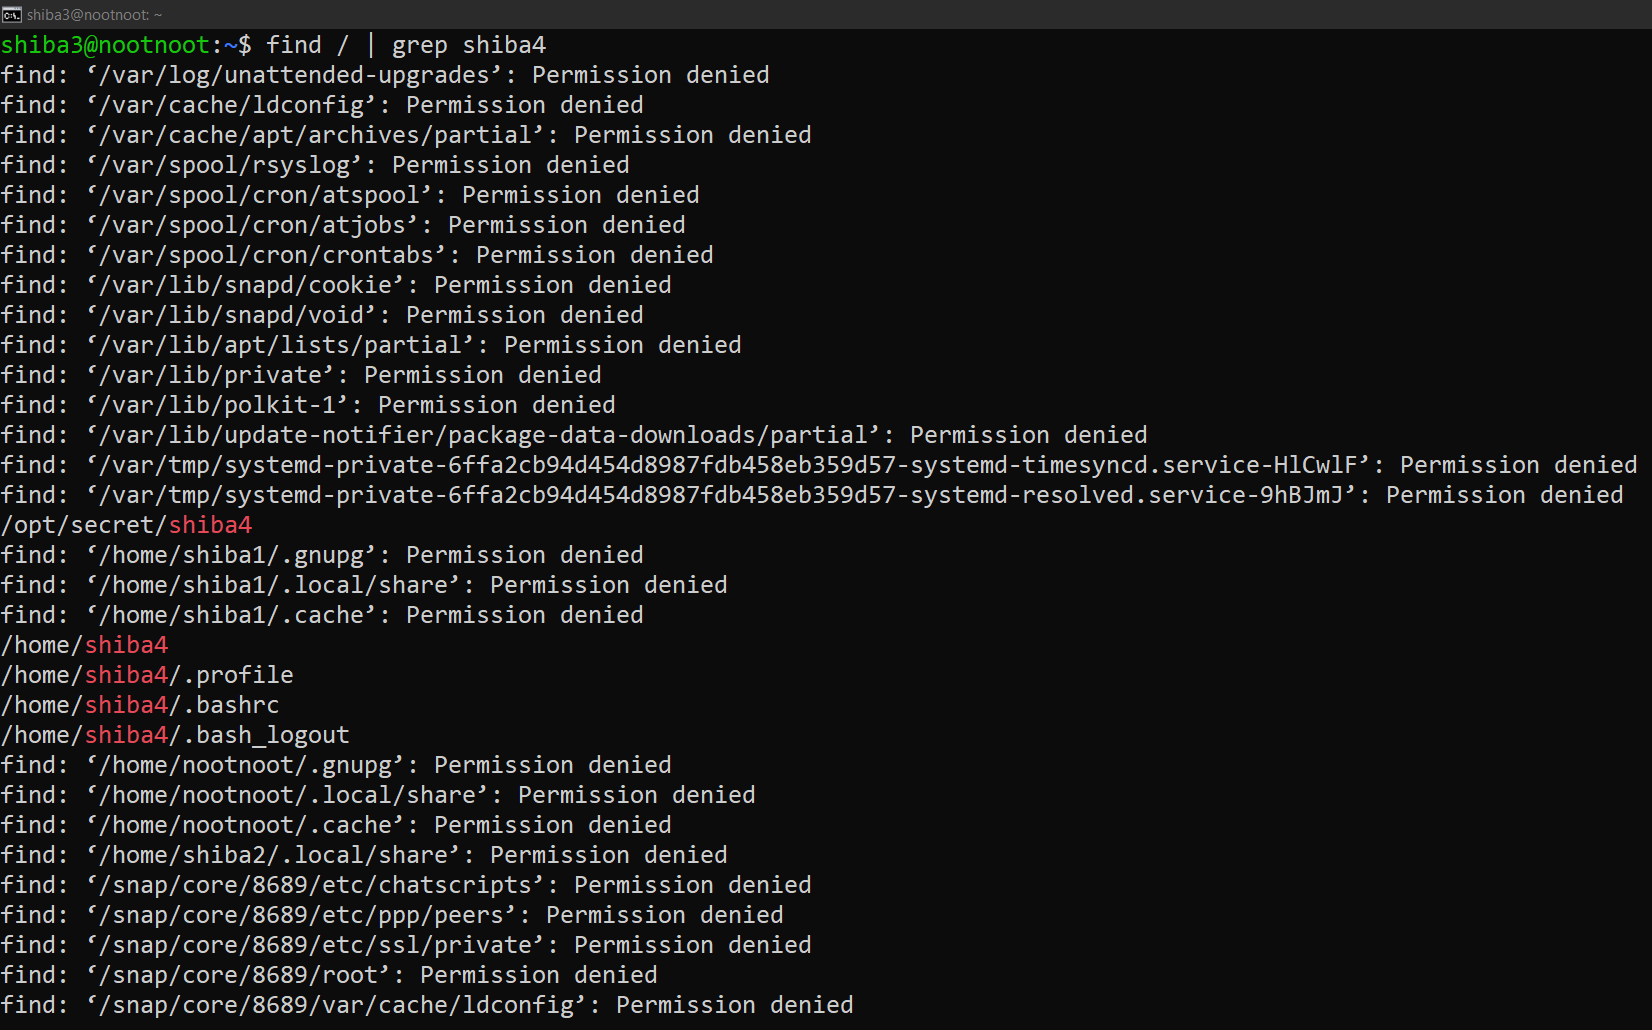 shiba3@nootnoot: ~
shiba3@nootnoot:~$ find / | grep shiba4
find: ‘/var/log/unattended-upgrades’: Permission denied
find: ‘/var/cache/ldconfig’: Permission denied
find: ‘/var/cache/apt/archives/partial’: Permission denied
find: ‘/var/spool/rsyslog’: Permission denied
find: ‘/var/spool/cron/atspool’: Permission denied
find: ‘/var/spool/cron/atjobs’: Permission denied
find: ‘/var/spool/cron/crontabs’: Permission denied
find: ‘/var/lib/snapd/cookie’: Permission denied
find: ‘/var/lib/snapd/void’: Permission denied
find: ‘/var/lib/apt/lists/partial’: Permission denied
find: ‘/var/lib/private’: Permission denied
find: ‘/var/lib/polkit-1’: Permission denied
find: ‘/var/lib/update-notifier/package-data-downloads/partial’: Permission denied
find: ‘/var/tmp/systemd-private-6ffa2cb94d454d8987fdb458eb359d57-systemd-timesyncd.service-HlCwlF’: Permission denied
find: ‘/var/tmp/systemd-private-6ffa2cb94d454d8987fdb458eb359d57-systemd-resolved.service-9hBJmJ’: Permission denied
/opt/secret/shiba4
find: ‘/home/shiba1/.gnupg’: Permission denied
find: ‘/home/shiba1/.local/share’: Permission denied
find: ‘/home/shiba1/.cache’: Permission denied
/home/shiba4
/home/shiba4/.profile
/home/shiba4/.bashrc
/home/shiba4/.bash_logout
find: ‘/home/nootnoot/.gnupg’: Permission denied
find: ‘/home/nootnoot/.local/share’: Permission denied
find: ‘/home/nootnoot/.cache’: Permission denied
find: ‘/home/shiba2/.local/share’: Permission denied
find: ‘/snap/core/8689/etc/chatscripts’: Permission denied
find: ‘/snap/core/8689/etc/ppp/peers’: Permission denied
find: ‘/snap/core/8689/etc/ssl/private’: Permission denied
find: ‘/snap/core/8689/root’: Permission denied
find: ‘/snap/core/8689/var/cache/ldconfig’: Permission denied